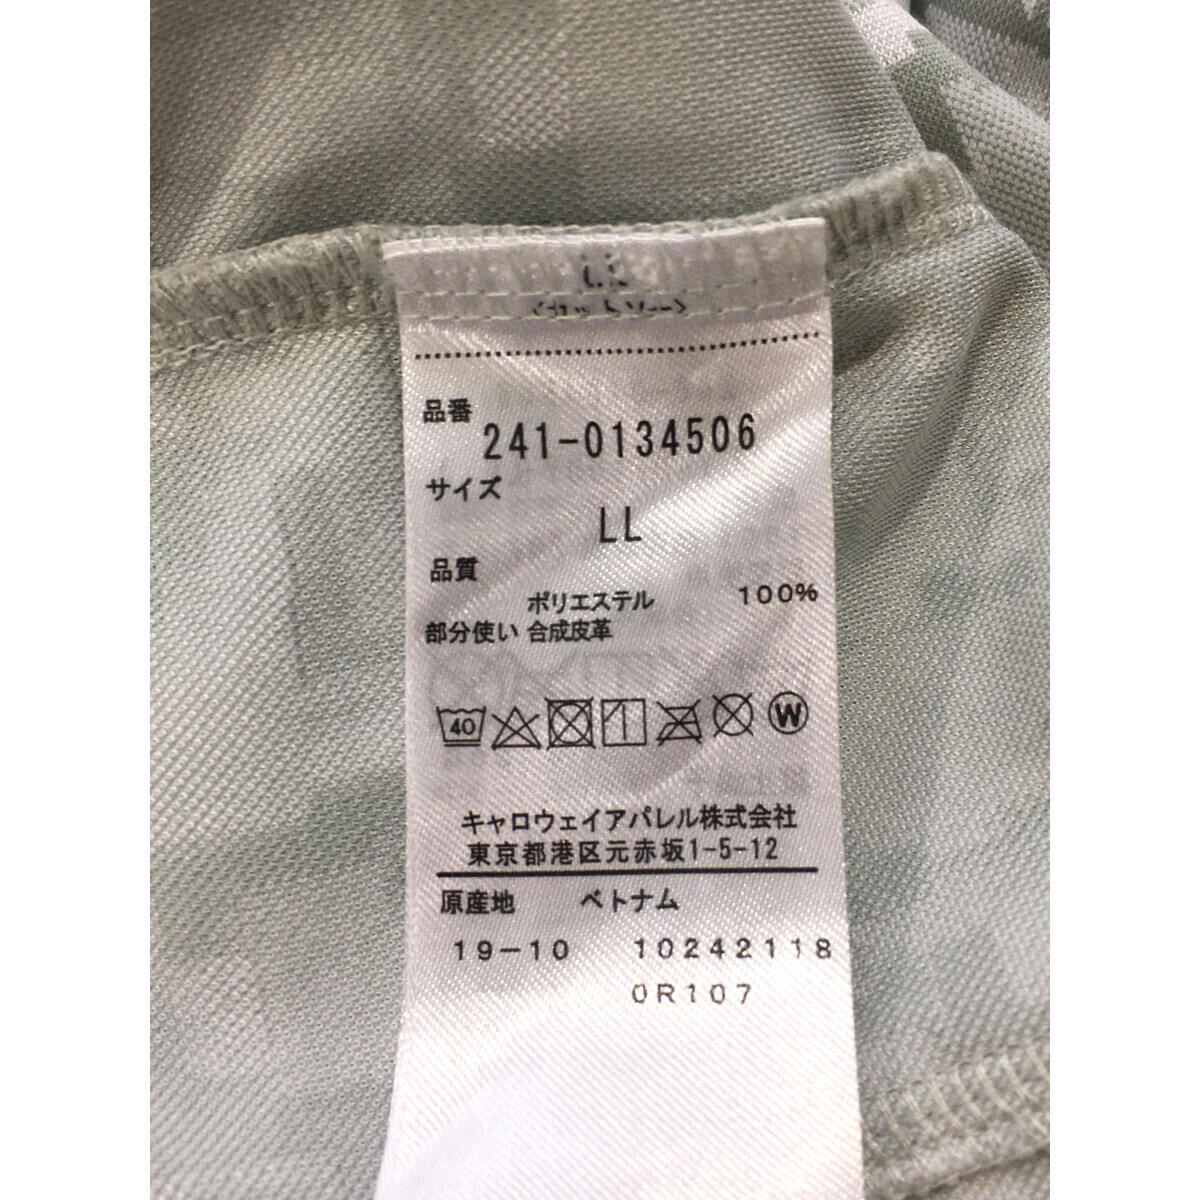 品番
241-0134506
サイズ
LL
品質
ポリエステル 100%
部分使い 合成皮革
40
W
キャロウェイアパレル株式会社
東京都港区元赤坂1-5-12
原産地 ベトナム
19-10 10242118
0R107